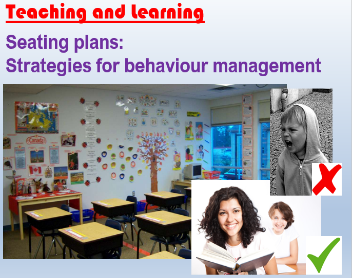 Teaching and Learning
Seating plans:
Strategies for behaviour management